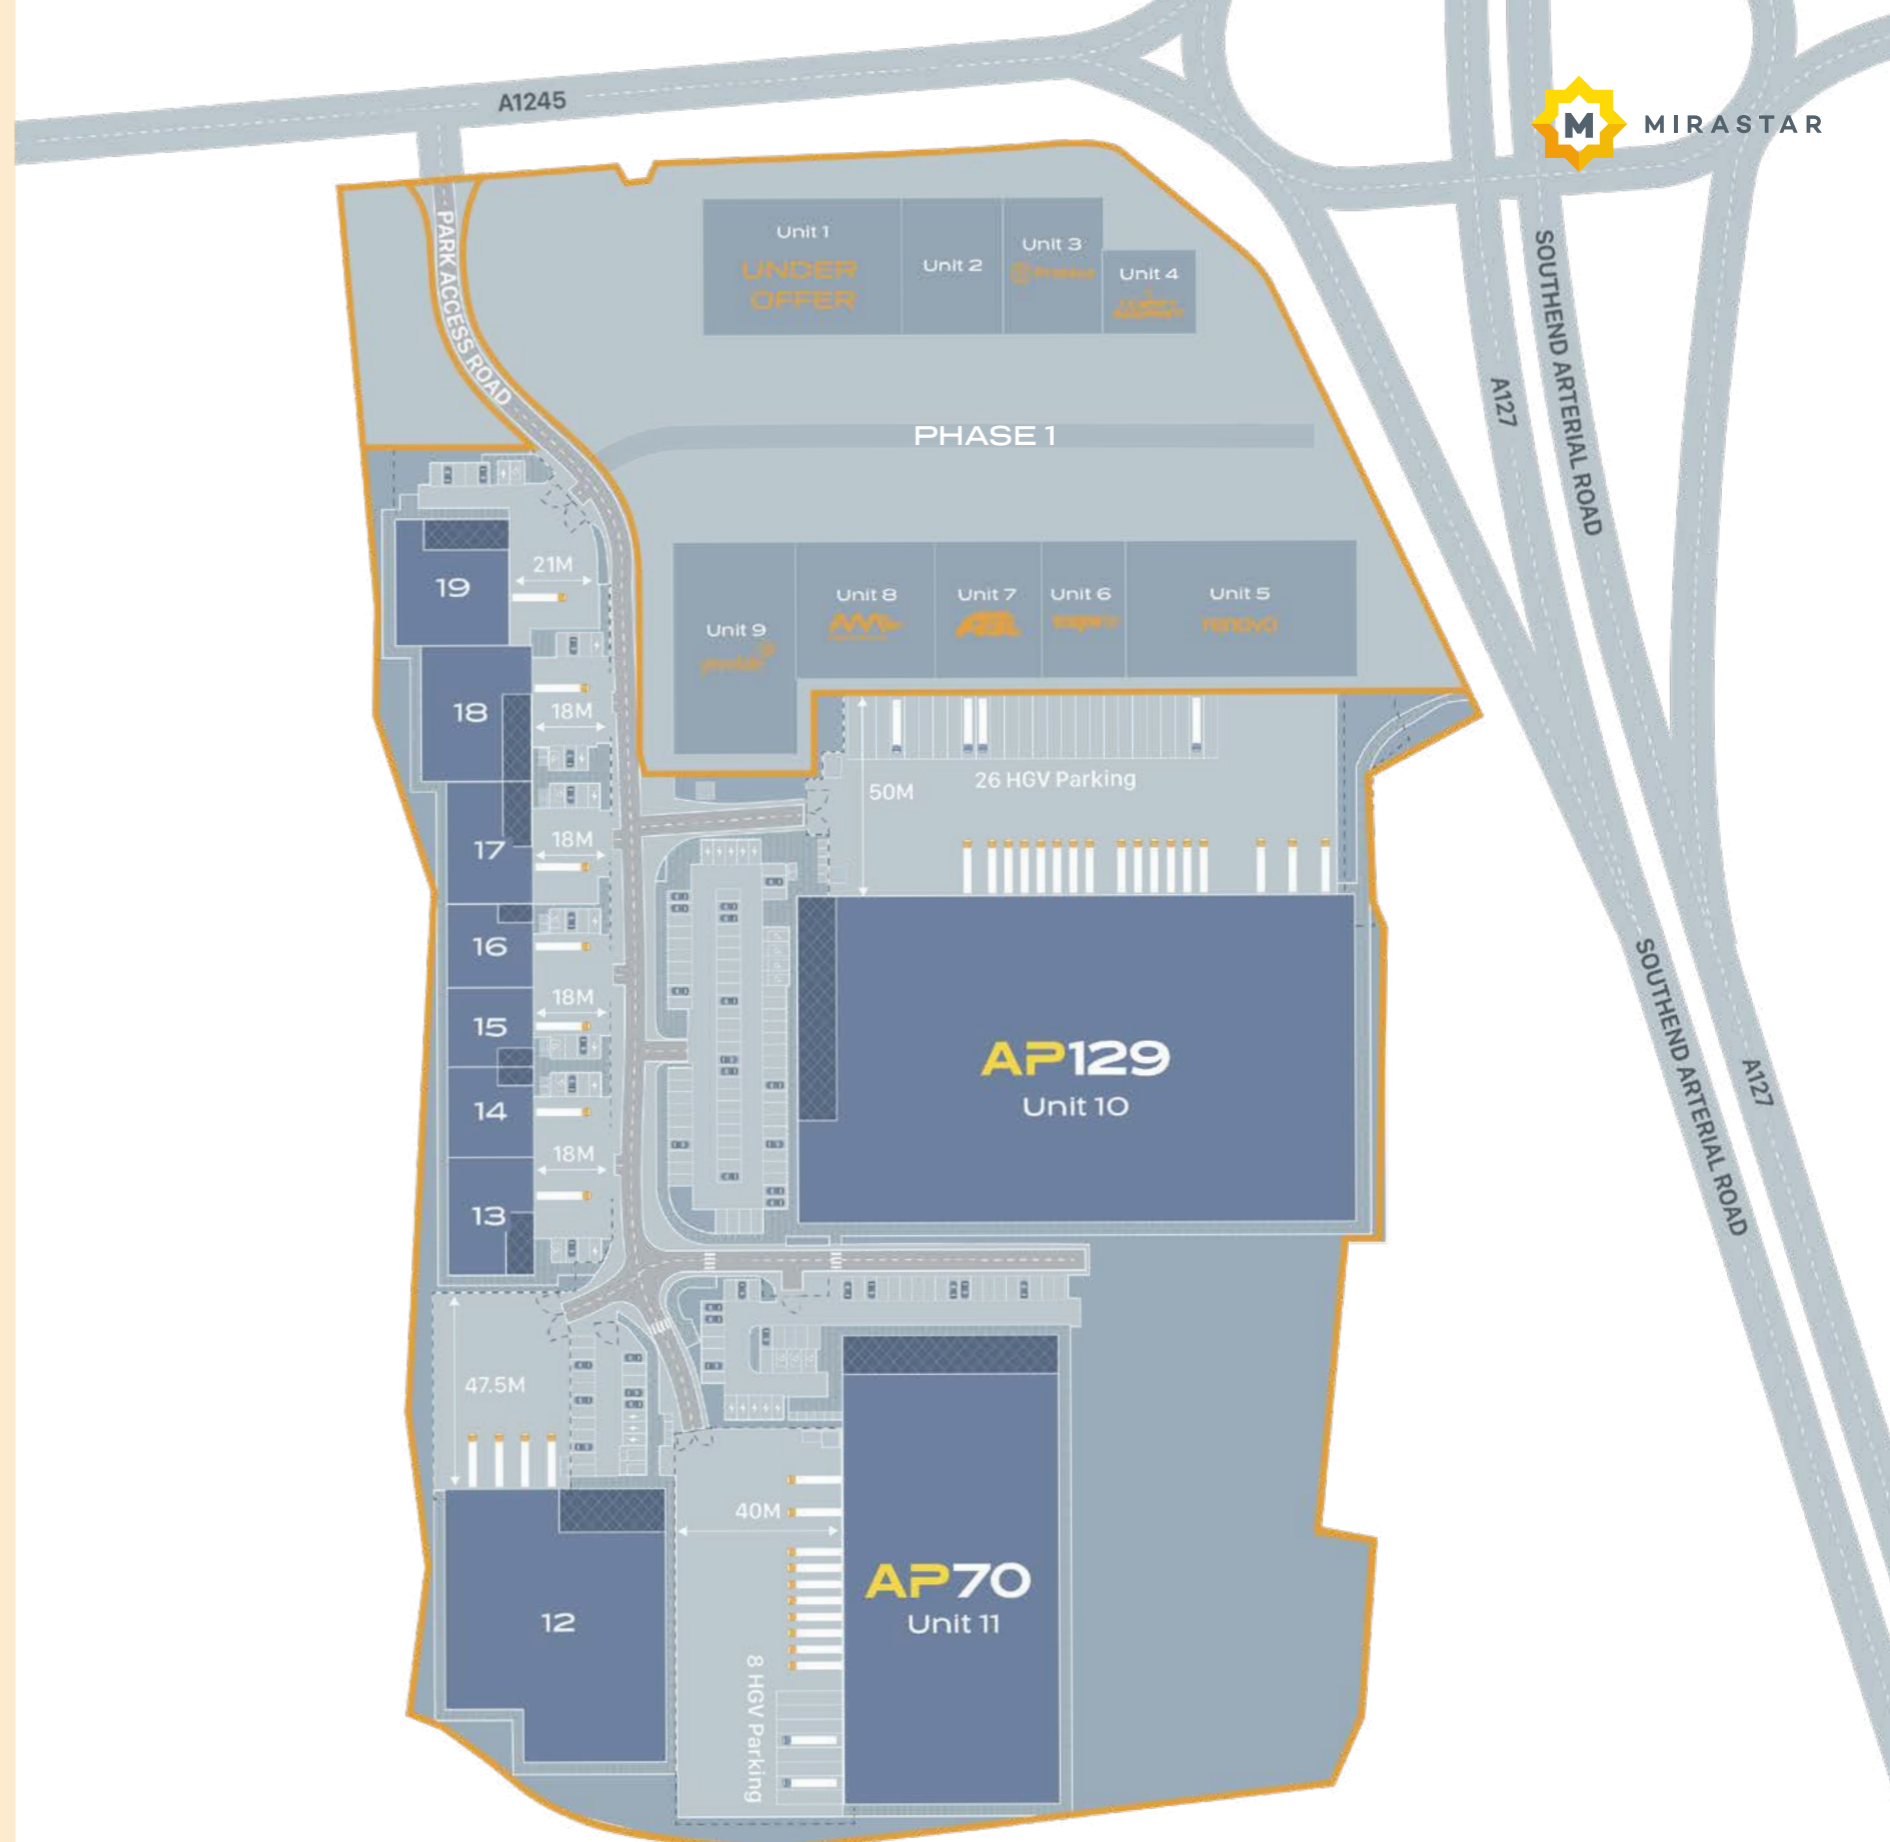 A1245
M MIRASTAR
PARK ACCESS ROAD
Unit 1
UNDER
OFFER
Unit 2
Unit 3
Unit 4
SOUTHEND ARTERIAL ROAD
A127
PHASE 1
19
21M
Unit 9
Unit 8
Unit 7
Unit 6
Unit 5
renovo
18
18M
26 HGV Parking
50M
17
18M
16
15
18M
14
18M
13
AP129
Unit 10
SOUTHEND ARTERIAL ROAD
A127
47.5M
40M
12
AP70
Unit 11
8 HGV Parking